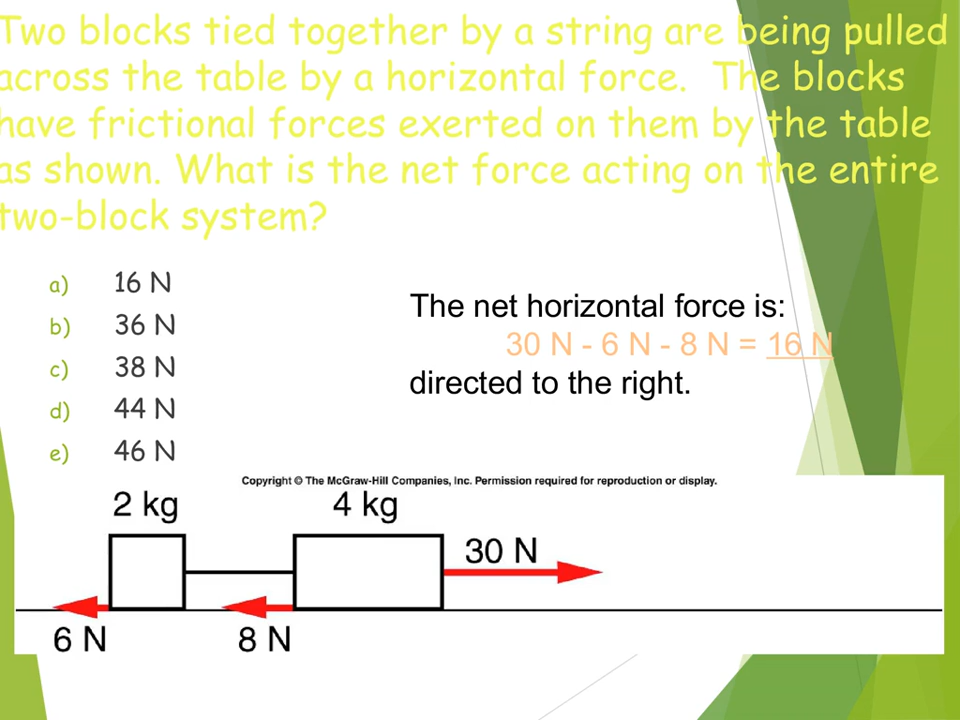 Two blocks tied together by a string are being pulled
across the table by a horizontal force. The blocks
have frictional forces exerted on them by the table
as shown. What is the net force acting on the entire
two-block system?
a) 16 N
b) 36 N
c) 38 N
d) 44 N
e) 46 N
The net horizontal force is:
30 N - 6 N - 8 N = 16 N
directed to the right.
Copyright © The McGraw-Hill Companies, Inc. Permission required for reproduction or display.
2 kg 4 kg
30 N
6 N 8 N